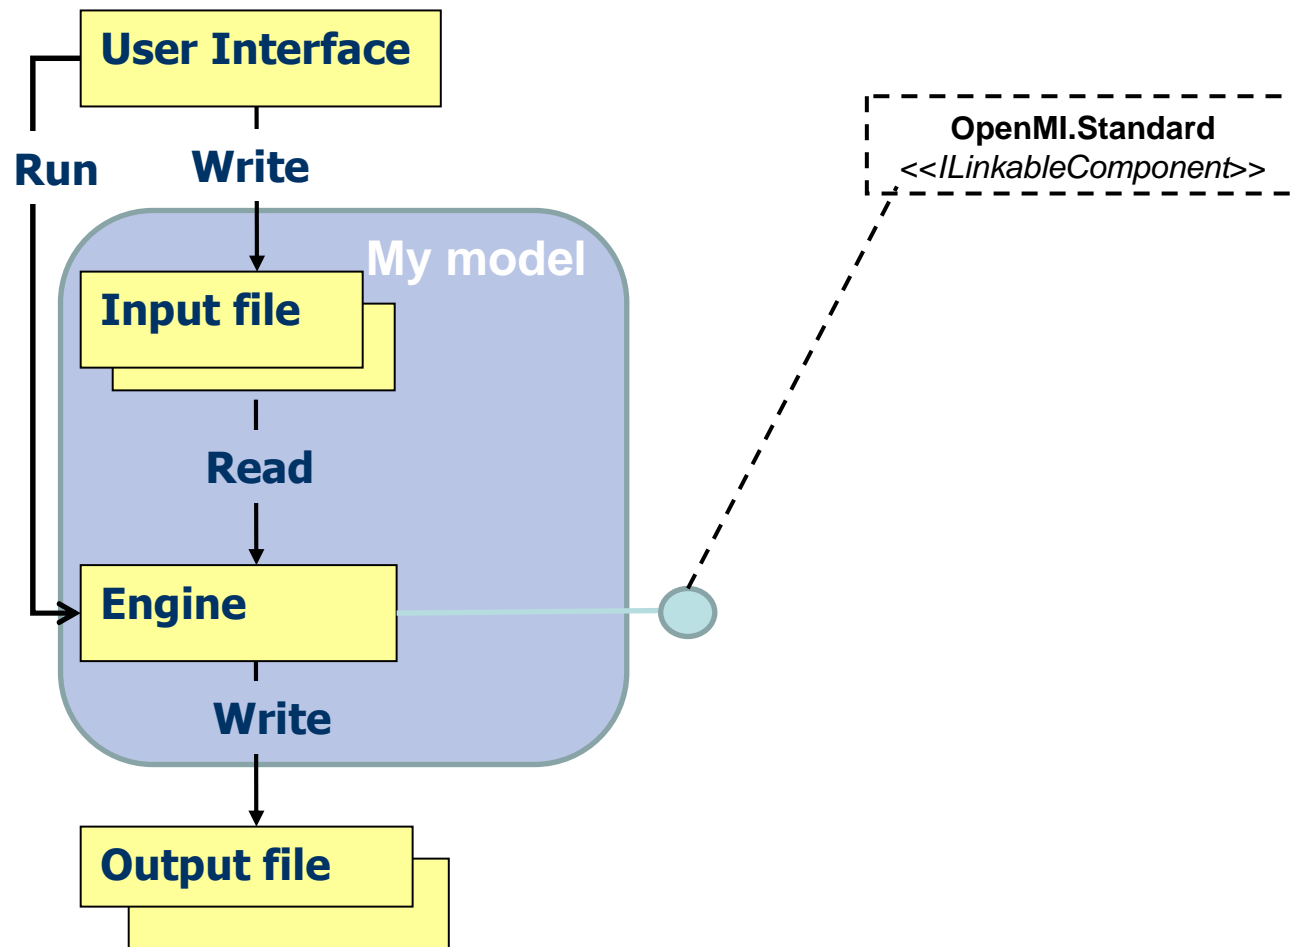 User Interface
OpenMI.Standard
<<ILinkableComponent>>
Run
Write
My model
Input file
Read
Engine
Write
Output file